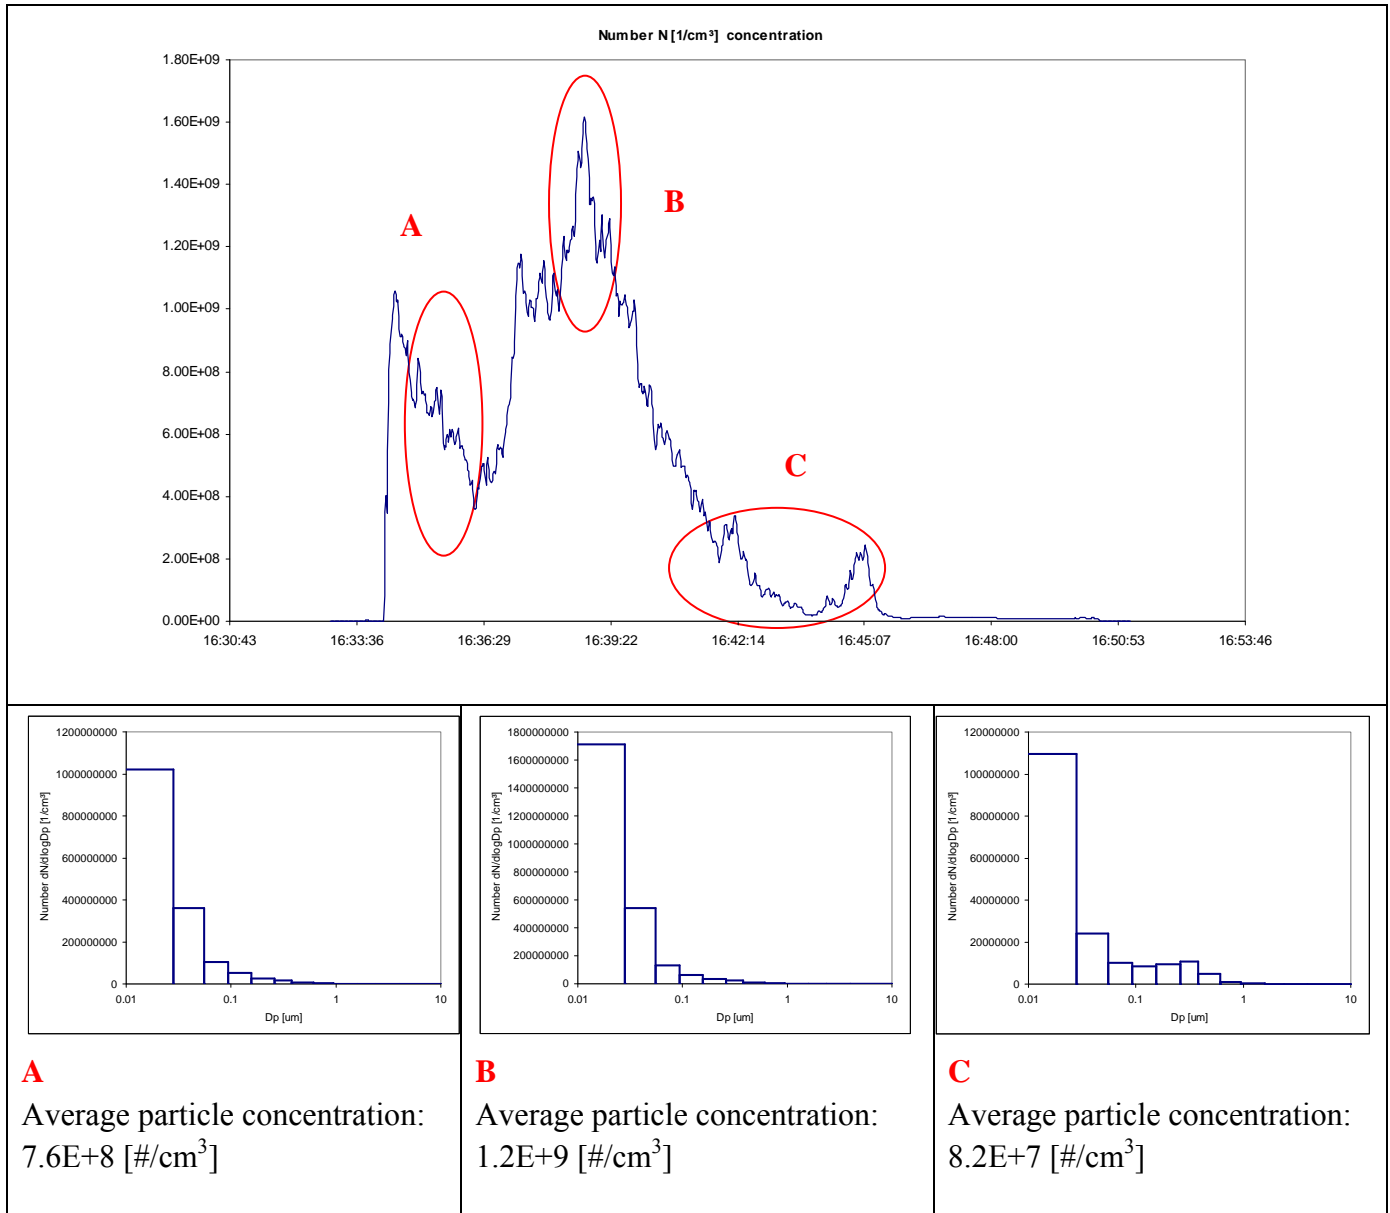 Number N [1/cm³] concentration
1.80E+09
1.60E+09
1.40E+09
1.20E+09
1.00E+09
8.00E+08
6.00E+08
4.00E+08
2.00E+08
0.00E+00
A
B
C
16:30:43 16:33:36 16:36:29 16:39:22 16:42:14 16:45:07 16:48:00 16:50:53 16:53:46
Number dN/dlogDp [1/cm³]
1200000000
1000000000
800000000
600000000
400000000
200000000
0
0.01 0.1 1 10
Dp [um]
A
Average particle concentration:
7.6E+8 [#/cm³]
Number dN/dlogDp [1/cm³]
1800000000
1600000000
1400000000
1200000000
1000000000
800000000
600000000
400000000
200000000
0
0.01 0.1 1 10
Dp [um]
B
Average particle concentration:
1.2E+9 [#/cm³]
Number dN/dlogDp [1/cm³]
120000000
100000000
80000000
60000000
40000000
20000000
0
0.01 0.1 1 10
Dp [um]
C
Average particle concentration:
8.2E+7 [#/cm³]